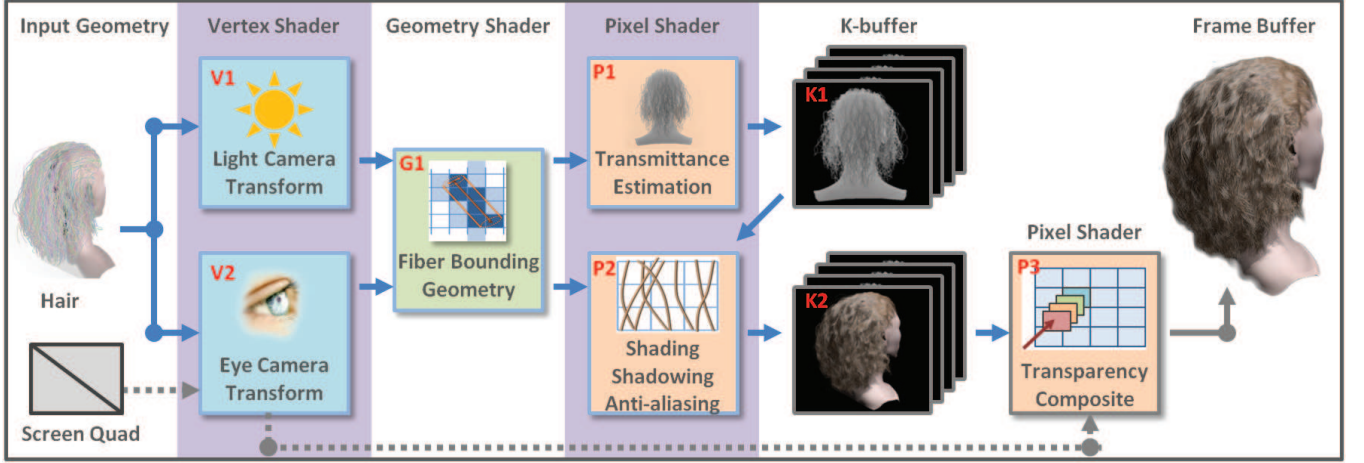 Input Geometry
Vertex Shader
Geometry Shader
Pixel Shader
K-buffer
Frame Buffer
V1
Light Camera
Transform
G1
Fiber Bounding
Geometry
P1
Transmittance
Estimation
K1
Hair
V2
Eye Camera
Transform
P2
Shading
Shadowing
Anti-aliasing
K2
Pixel Shader
P3
Transparency
Composite
Screen Quad